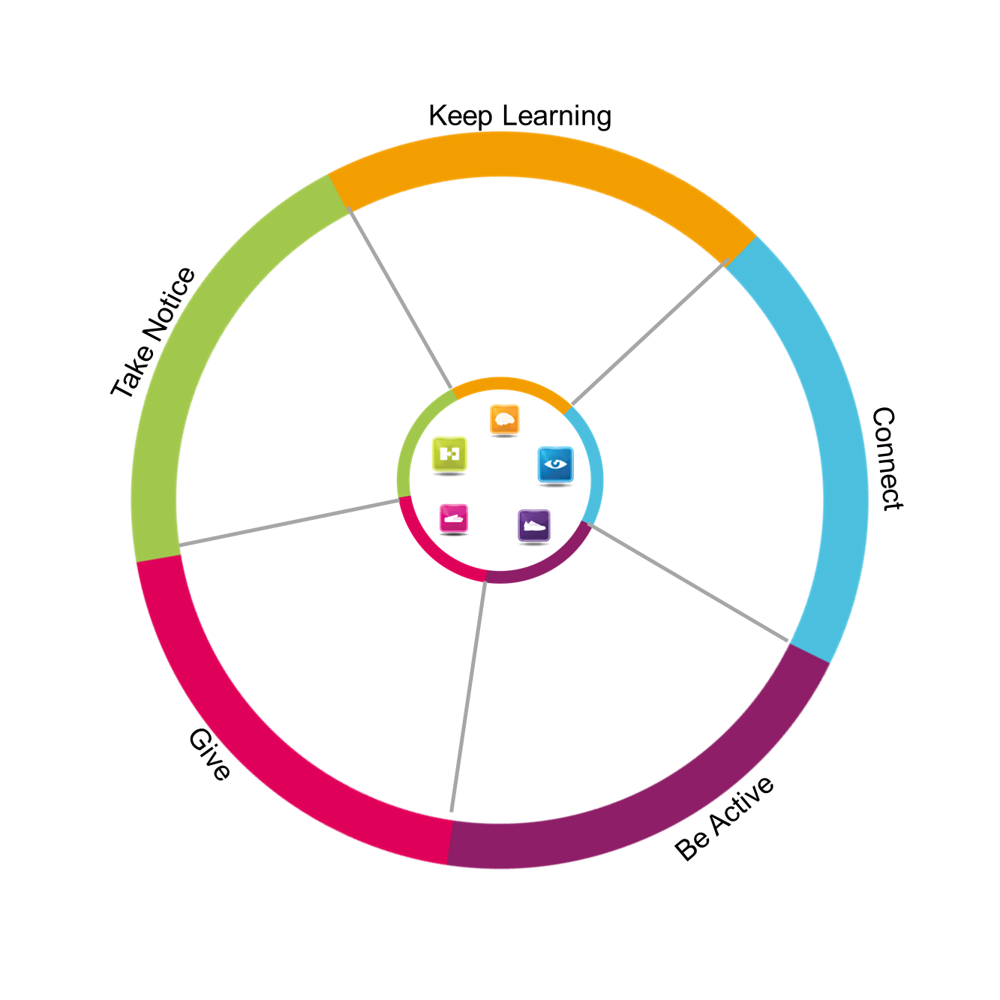 Keep Learning
Take Notice
Connect
Give
Be Active